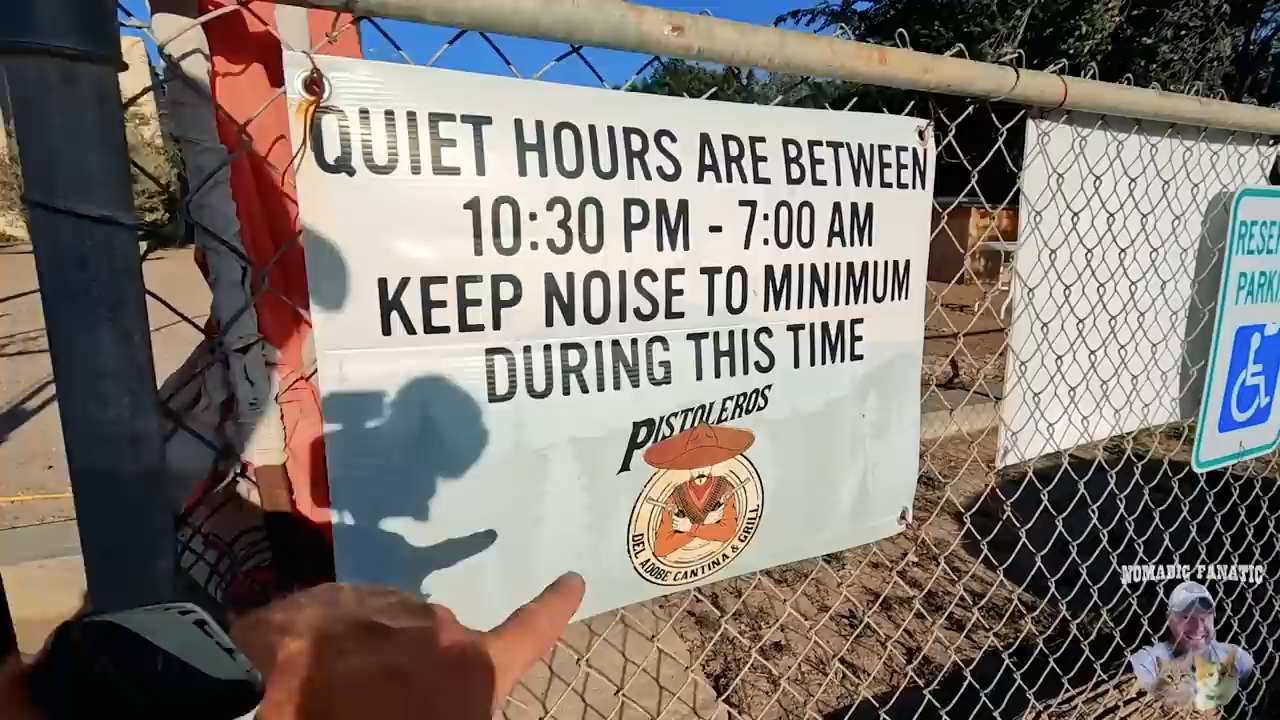 QUIET HOURS ARE BETWEEN
10:30 PM - 7:00 AM
KEEP NOISE TO MINIMUM
DURING THIS TIME
PISTOLEROS
DEL ADOBE CANTINA & GRILL
NOMADIC FANATIC